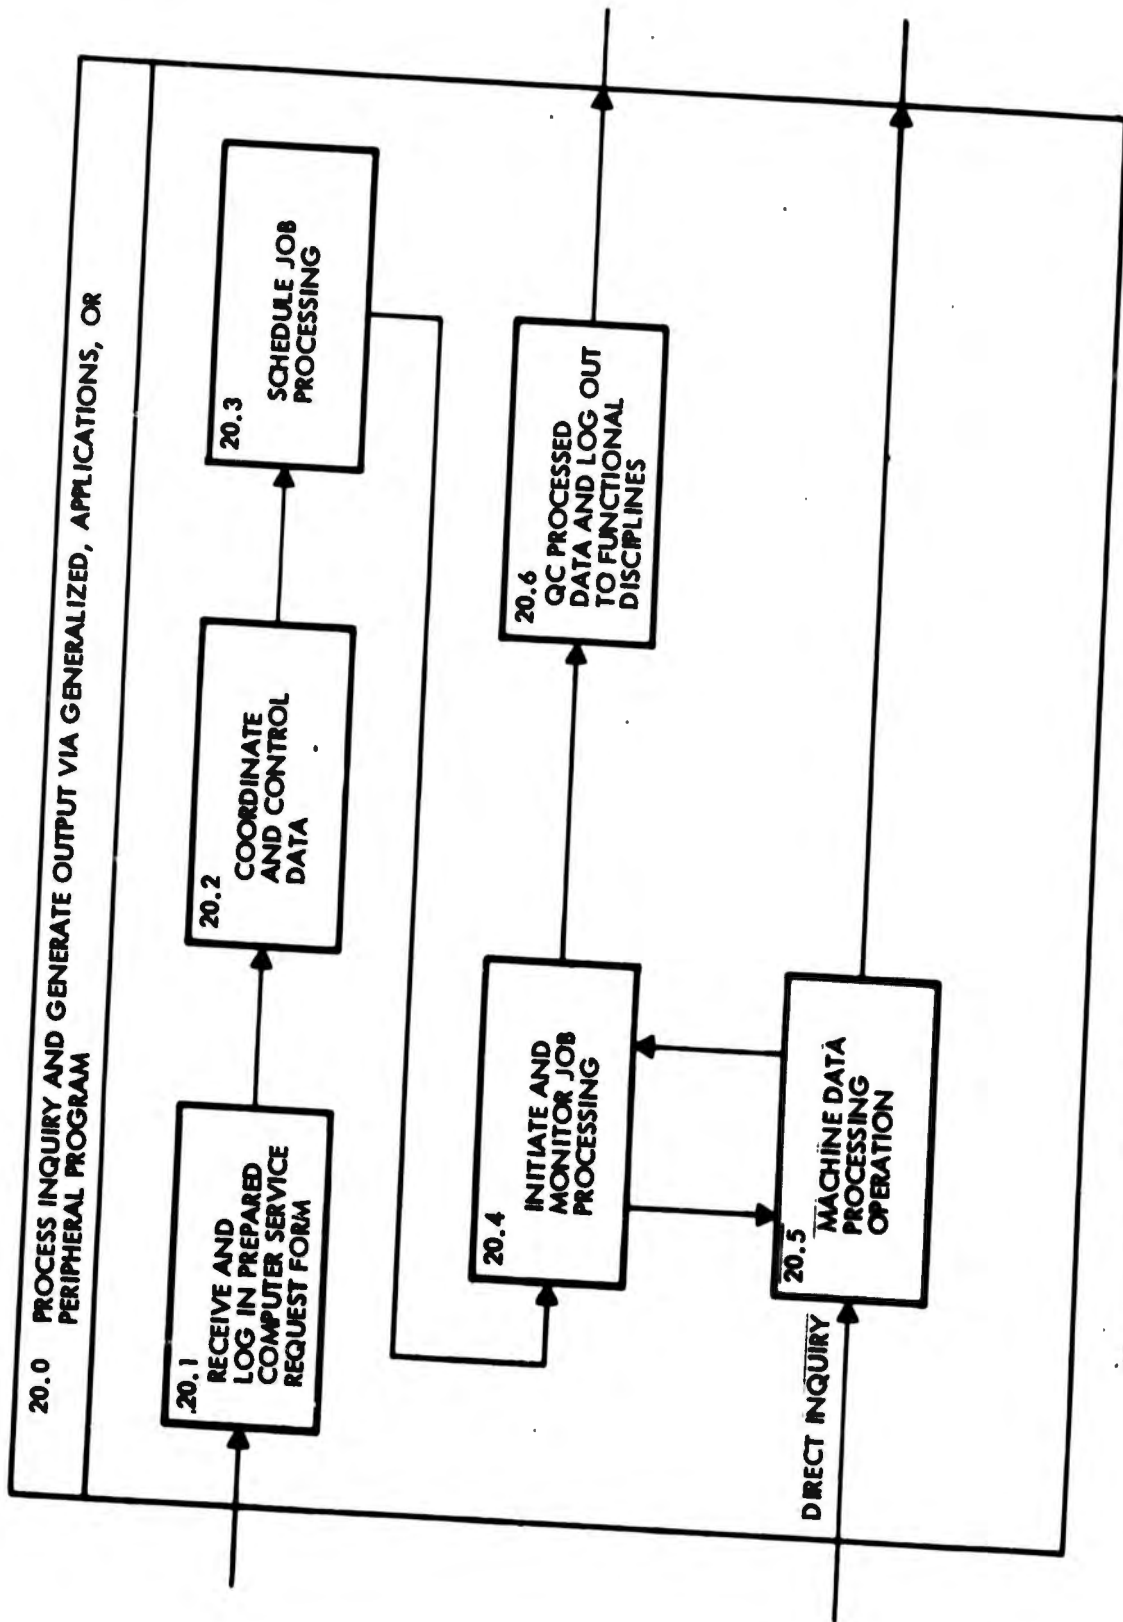 20.0 PROCESS INQUIRY AND GENERATE OUTPUT VIA GENERALIZED, APPLICATIONS, OR
PERIPHERAL PROGRAM
20.1
RECEIVE AND
LOG IN PREPARED
COMPUTER SERVICE
REQUEST FORM
20.2
COORDINATE
AND CONTROL
DATA
20.3
SCHEDULE JOB
PROCESSING
20.4
INITIATE AND
MONITOR JOB
PROCESSING
20.6
QC PROCESSED
DATA AND LOG OUT
TO FUNCTIONAL
DISCIPLINES
DIRECT INQUIRY
20.5
MACHINE DATA
PROCESSING
OPERATION